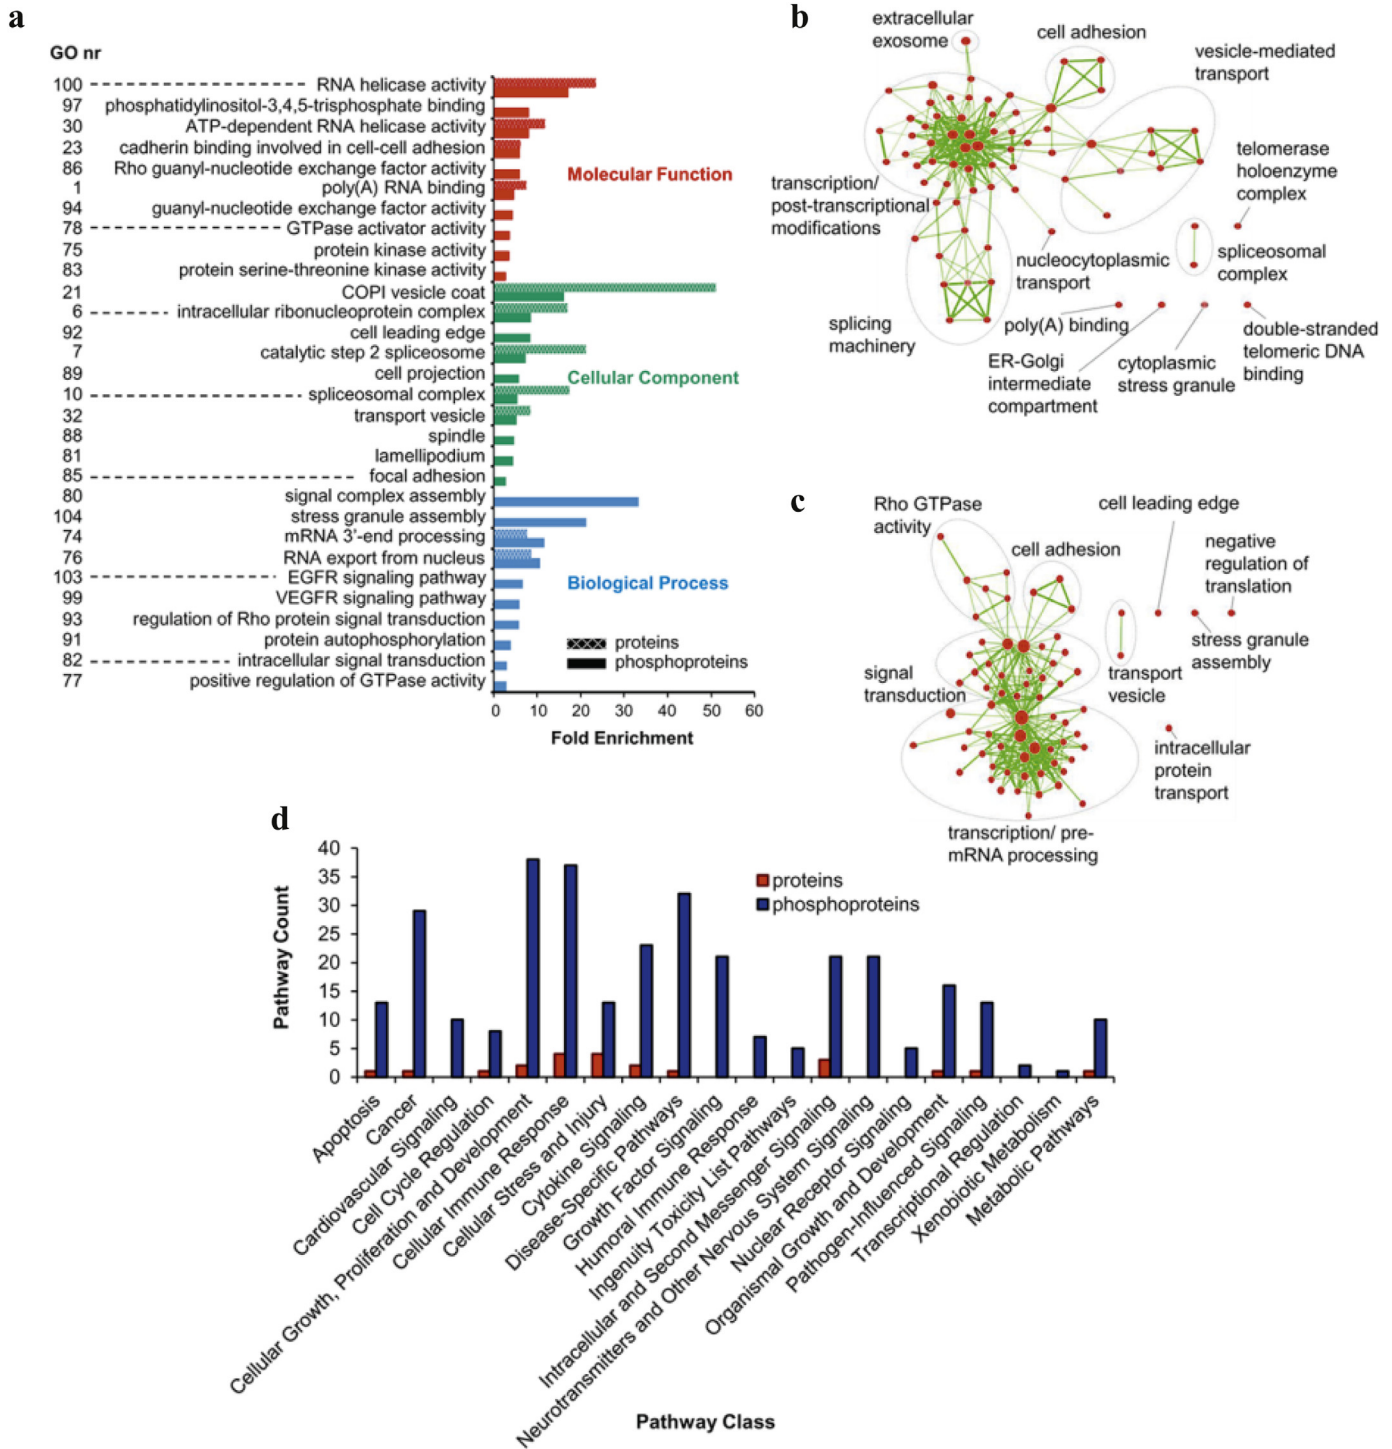 a
GO nr
100 RNA helicase activity
97 phosphatidylinositol-3,4,5-trisphosphate binding
30 ATP-dependent RNA helicase activity
23 cadherin binding involved in cell-cell adhesion
86 Rho guanyl-nucleotide exchange factor activity
1 poly(A) RNA binding
94 guanyl-nucleotide exchange factor activity
78 GTPase activator activity
75 protein kinase activity
83 protein serine-threonine kinase activity
21 COPI vesicle coat
6 intracellular ribonucleoprotein complex
92 cell leading edge
7 catalytic step 2 spliceosome
89 cell projection
10 spliceosomal complex
32 transport vesicle
88 spindle
81 lamellipodium
85 focal adhesion
80 signal complex assembly
104 stress granule assembly
74 mRNA 3'-end processing
76 RNA export from nucleus
103 EGFR signaling pathway
99 VEGFR signaling pathway
93 regulation of Rho protein signal transduction
91 protein autophosphorylation
82 intracellular signal transduction
77 positive regulation of GTPase activity
Molecular Function
Cellular Component
Biological Process
proteins
phosphoproteins
0 10 20 30 40 50 60
Fold Enrichment
b
extracellular
exosome
cell adhesion
vesicle-mediated
transport
telomerase
holoenzyme
complex
transcription/
post-transcriptional
modifications
nucleocytoplasmic
transport
spliceosomal
complex
splicing
machinery
poly(A) binding
ER-Golgi
intermediate
compartment
cytoplasmic
stress granule
double-stranded
telomeric DNA
binding
c
Rho GTPase
activity
cell leading edge
cell adhesion
negative
regulation of
translation
stress granule
assembly
signal
transduction
transport
vesicle
intracellular
protein
transport
transcription/ pre-
mRNA processing
d
Pathway Count
40
35
30
25
20
15
10
5
0
proteins
phosphoproteins
Apoptosis
Cancer
Cardiovascular Signaling
Cell Cycle Regulation
Cellular Growth, Proliferation and Development
Cellular Immune Response
Cellular Stress and Injury
Cytokine Signaling
Disease-Specific Pathways
Growth Factor Signaling
Humoral Immune Response
Ingenuity Toxicity List Pathways
Intracellular and Second Messenger Signaling
Neurotransmitters and Other Nervous System Signaling
Nuclear Receptor Signaling
Organismal Growth and Development
Pathogen-Influenced Signaling
Transcriptional Regulation
Xenobiotic Metabolism
Metabolic Pathways
Pathway Class